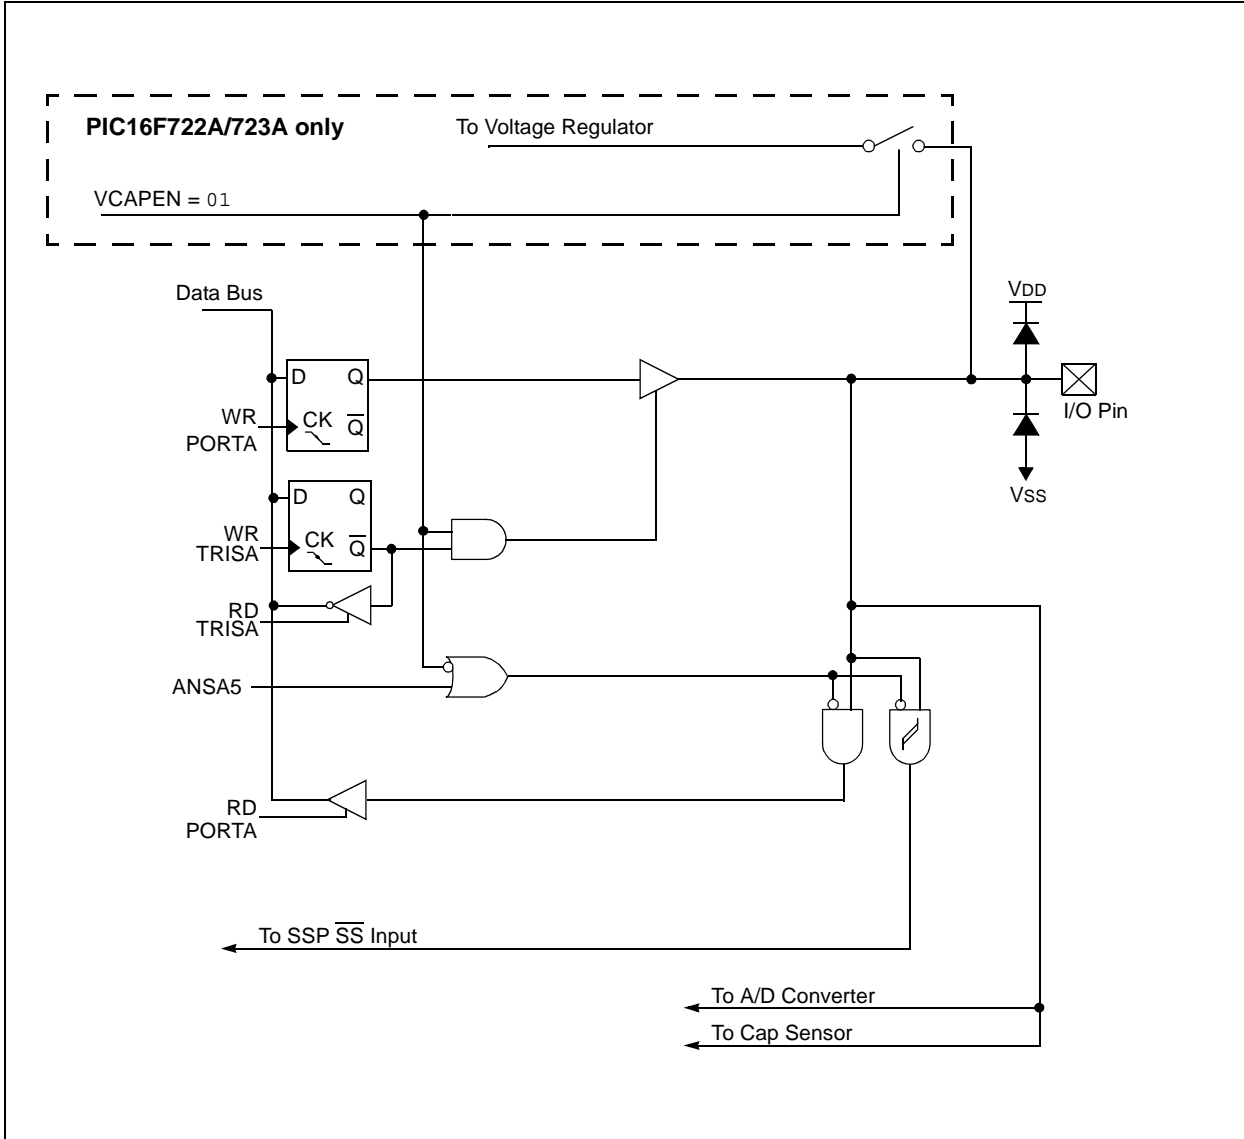 PIC16F722A/723A only
To Voltage Regulator
VCAPEN = 01
Data Bus
VDD
D Q
WR
PORTA
CK Q̅
I/O Pin
VSS
D Q
WR
TRISA
CK Q̅
RD
TRISA
ANSA5
RD
PORTA
To SSP S̅S̅ Input
To A/D Converter
To Cap Sensor